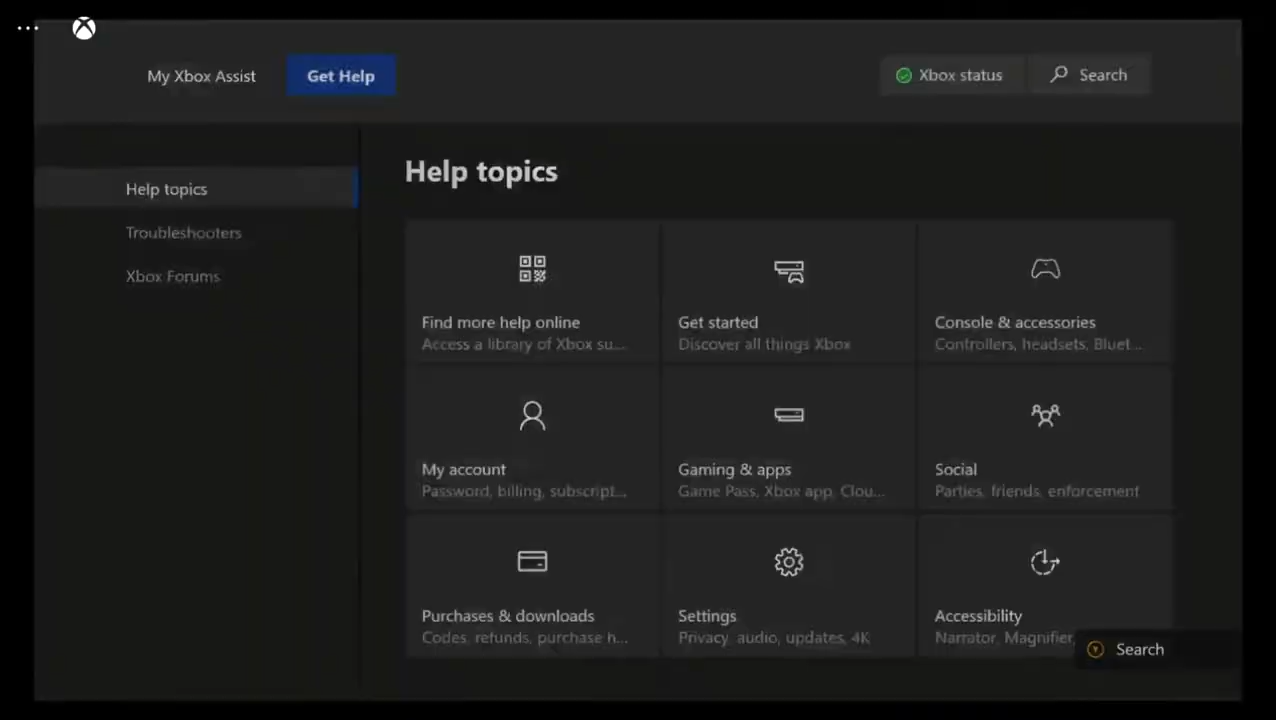 My Xbox Assist
Get Help
Xbox status
Search
Help topics
Troubleshooters
Xbox Forums
Help topics
Find more help online
Access a library of Xbox su...
Get started
Discover all things Xbox
Console & accessories
Controllers, headsets, Bluet...
My account
Password, billing, subscript...
Gaming & apps
Game Pass, Xbox app, Clou...
Social
Parties, friends, enforcement
Purchases & downloads
Codes, refunds, purchase h...
Settings
Privacy, audio, updates, 4K
Accessibility
Narrator, Magnifier,
Y Search